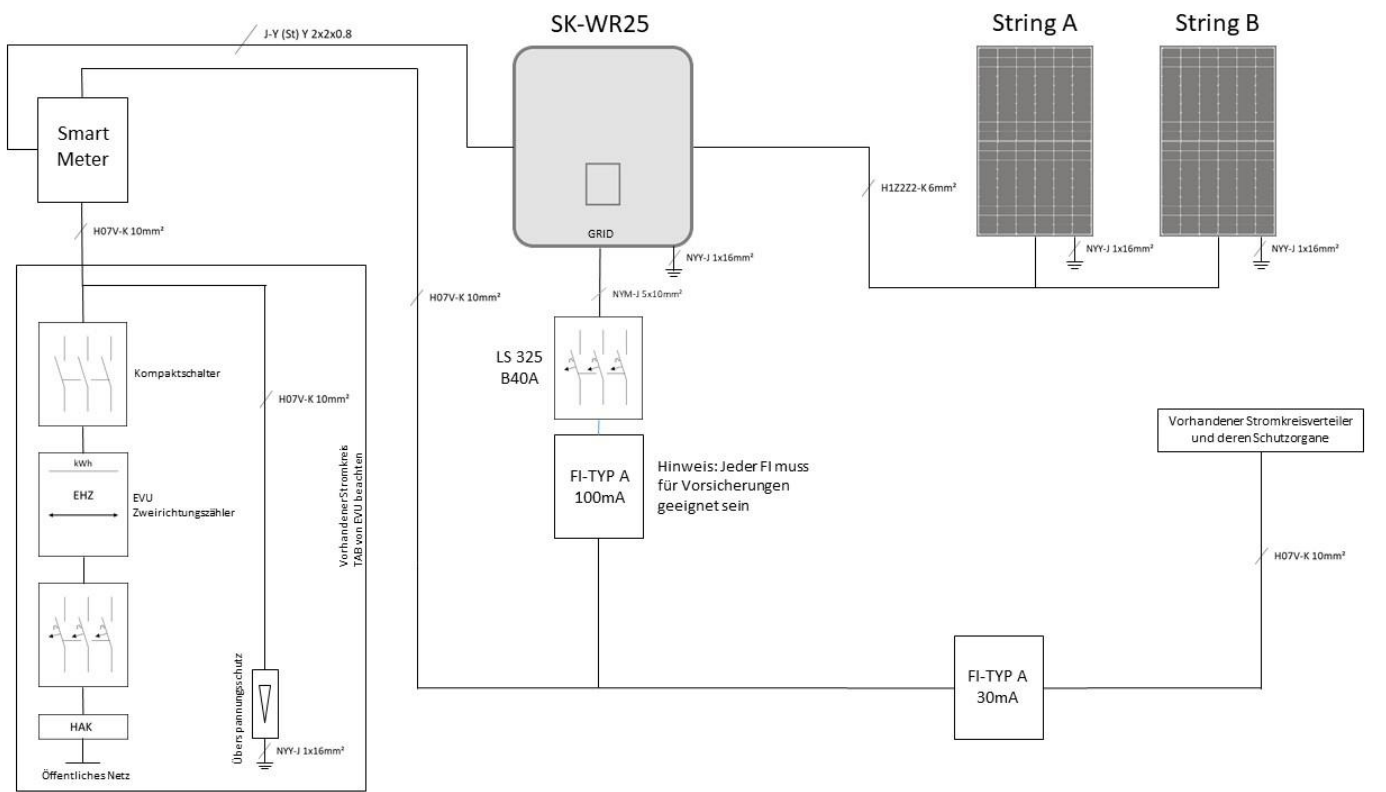 SK-WR25
String A
String B
J-Y (St) Y 2x2x0.8
Smart
Meter
H1Z2Z2-K 6mm²
GRID
H07V-K 10mm²
NYY-J 1x16mm²
NYY-J 1x16mm²
NYY-J 1x16mm²
H07V-K 10mm²
NYM-J 5x10mm²
LS 325
B40A
Kompaktschalter
H07V-K 10mm²
Vorhandener Stromkreisverteiler
und deren Schutzorgane
kWh
EHZ
EVU
Zweirichtungszähler
FI-TYP A
100mA
Hinweis: Jeder FI muss
für Vorsicherungen
geeignet sein
Vorhandener Stromkreis
TAB von EVU beachten
H07V-K 10mm²
FI-TYP A
30mA
Überspannungsschutz
HAK
NYY-J 1x16mm²
Öffentliches Netz